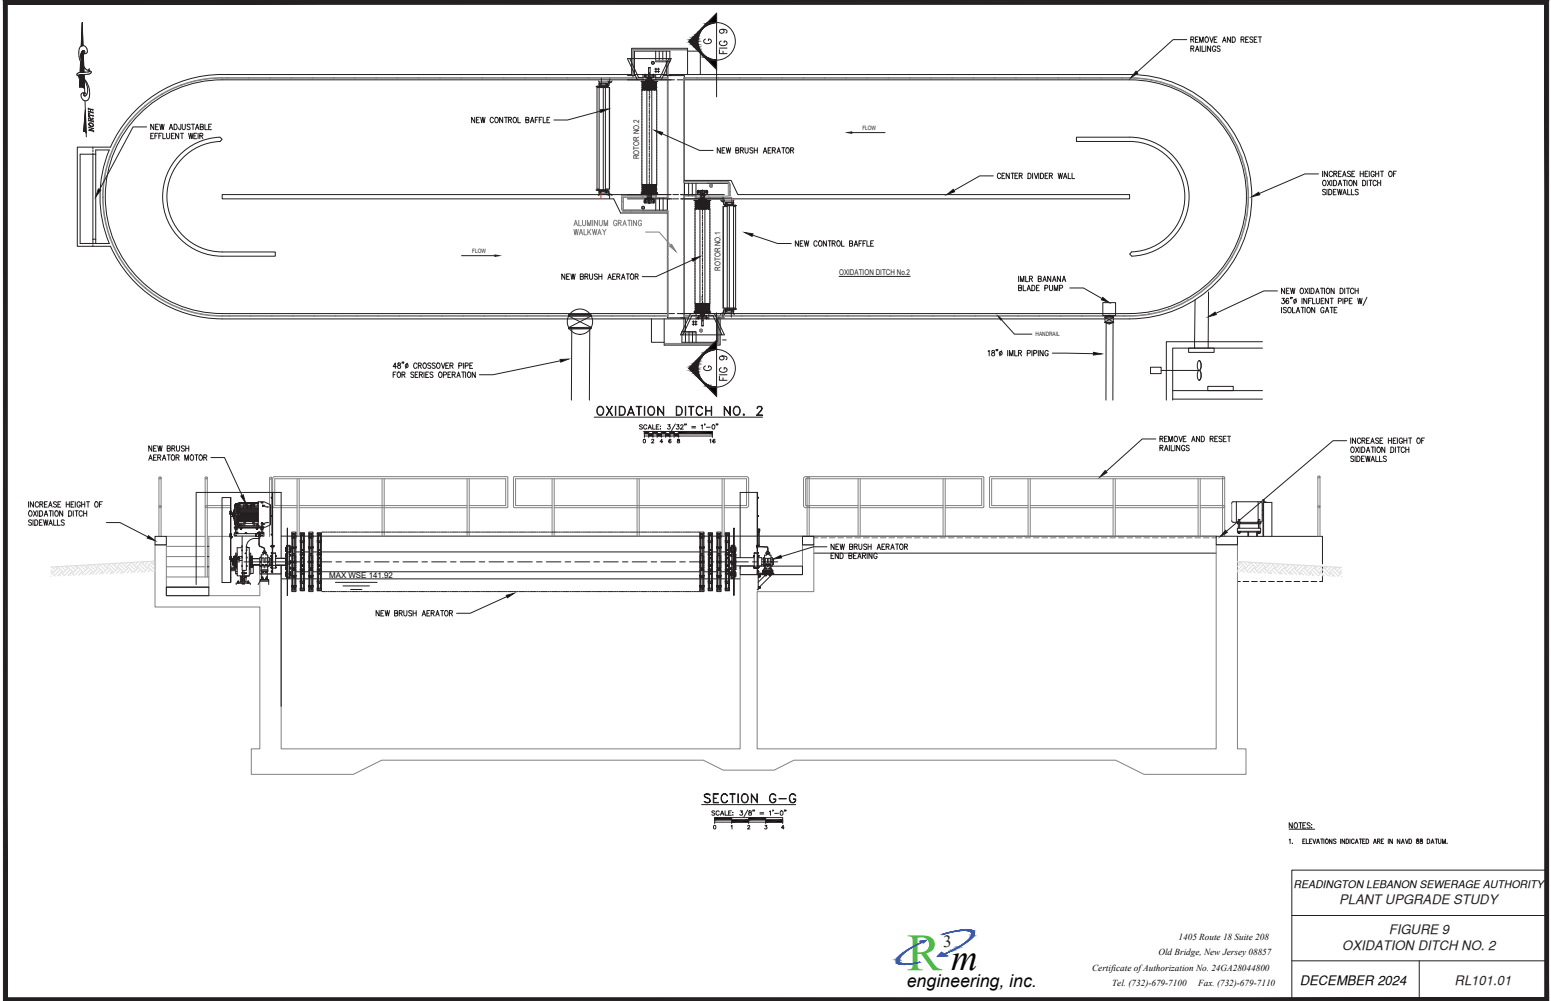 G
FIG 9
REMOVE AND RESET
RAILINGS
NORTH
NEW ADJUSTABLE
EFFLUENT WEIR
NEW CONTROL BAFFLE
ROTOR NO.2
NEW BRUSH AERATOR
FLOW
CENTER DIVIDER WALL
INCREASE HEIGHT OF
OXIDATION DITCH
SIDEWALLS
ALUMINUM GRATING
WALKWAY
FLOW
NEW BRUSH AERATOR
ROTOR NO.1
NEW CONTROL BAFFLE
OXIDATION DITCH No.2
IMLR BANANA
BLADE PUMP
NEW OXIDATION DITCH
36"ø INFLUENT PIPE W/
ISOLATION GATE
HANDRAIL
18"ø IMLR PIPING
48"ø CROSSOVER PIPE
FOR SERIES OPERATION
G
FIG 9
OXIDATION DITCH NO. 2
SCALE: 3/32" = 1'-0"
0 2 4 6 8 16
NEW BRUSH
AERATOR MOTOR
REMOVE AND RESET
RAILINGS
INCREASE HEIGHT OF
OXIDATION DITCH
SIDEWALLS
INCREASE HEIGHT OF
OXIDATION DITCH
SIDEWALLS
NEW BRUSH AERATOR
END BEARING
MAX WSE 141.92
NEW BRUSH AERATOR
SECTION G-G
SCALE: 3/8" = 1'-0"
0 1 2 3 4
NOTES:
1. ELEVATIONS INDICATED ARE IN NAVD 88 DATUM.
READINGTON LEBANON SEWERAGE AUTHORITY
PLANT UPGRADE STUDY
FIGURE 9
OXIDATION DITCH NO. 2
DECEMBER 2024 RL101.01
R3m
engineering, inc.
1405 Route 18 Suite 208
Old Bridge, New Jersey 08857
Certificate of Authorization No. 24GA28044800
Tel. (732)-679-7100 Fax. (732)-679-7110